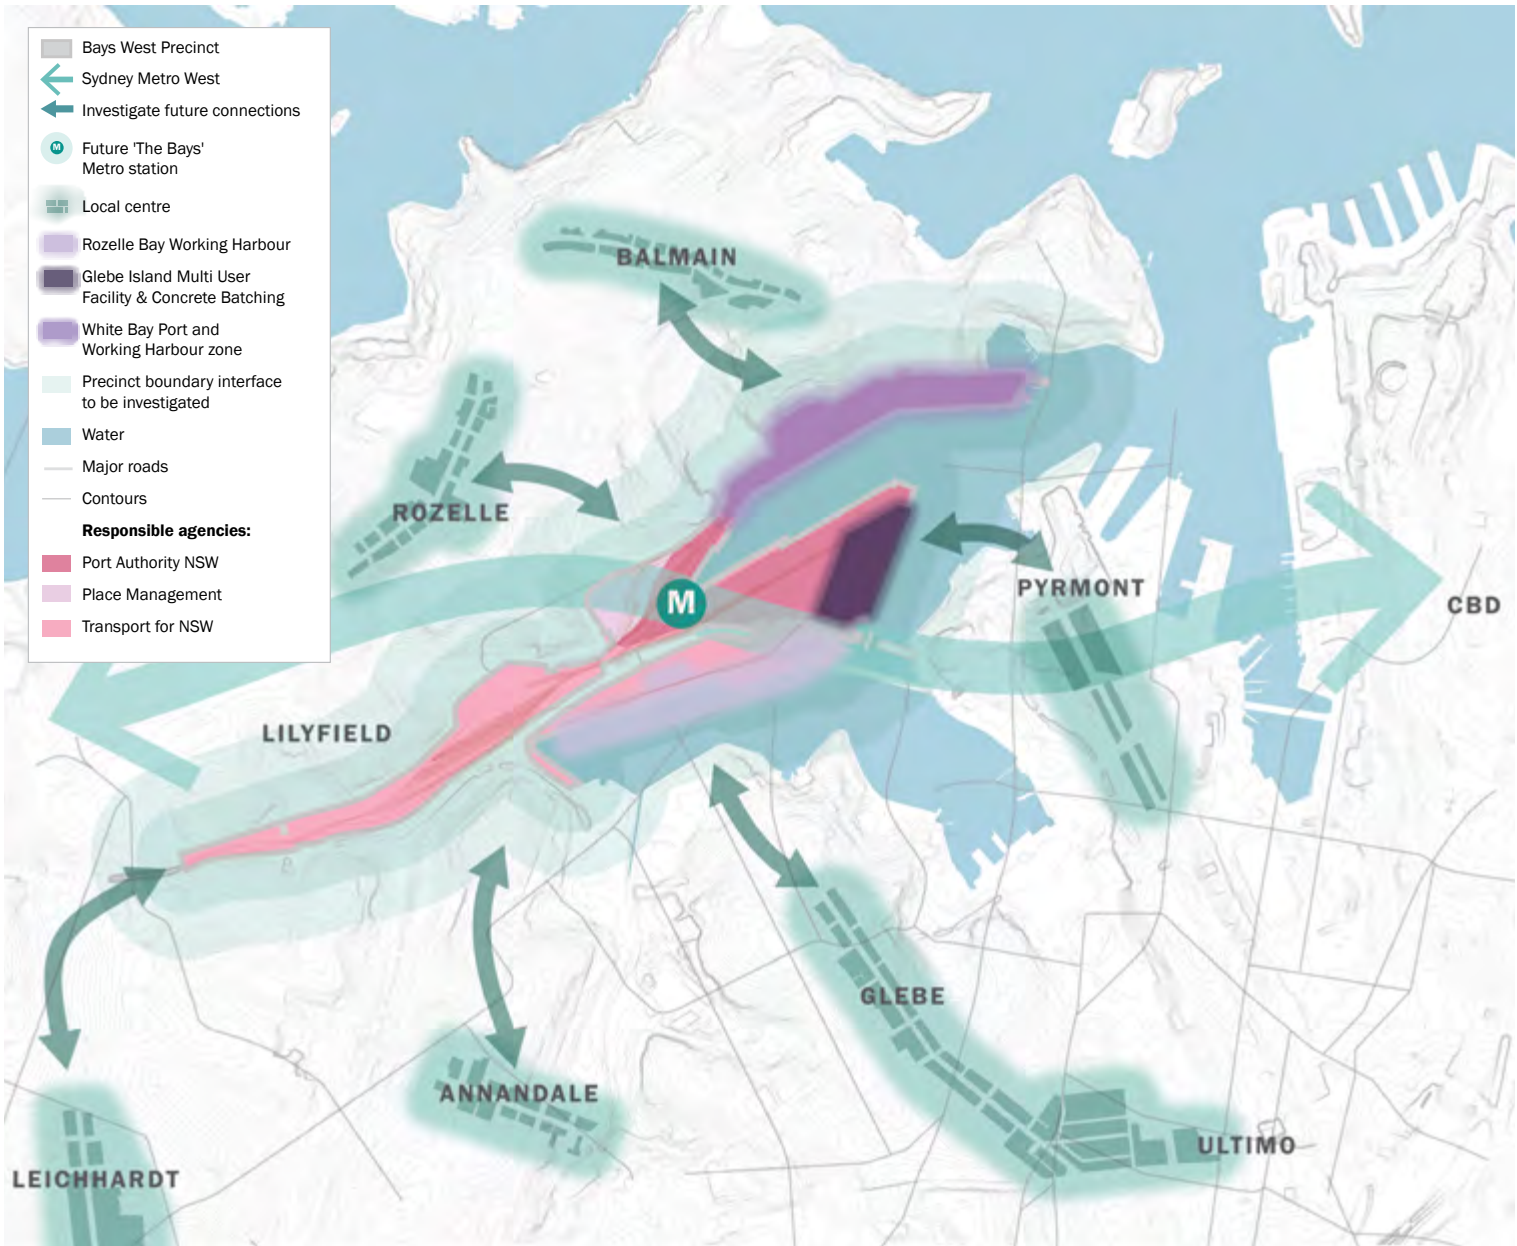 Bays West Precinct
Sydney Metro West
Investigate future connections
M
Future 'The Bays'
Metro station
Local centre
Rozelle Bay Working Harbour
Glebe Island Multi User
Facility & Concrete Batching
White Bay Port and
Working Harbour zone
Precinct boundary interface
to be investigated
Water
Major roads
Contours
Responsible agencies:
Port Authority NSW
Place Management
Transport for NSW
BALMAIN
ROZELLE
M
PYRMONT
CBD
LILYFIELD
GLEBE
ANNANDALE
ULTIMO
LEICHHARDT